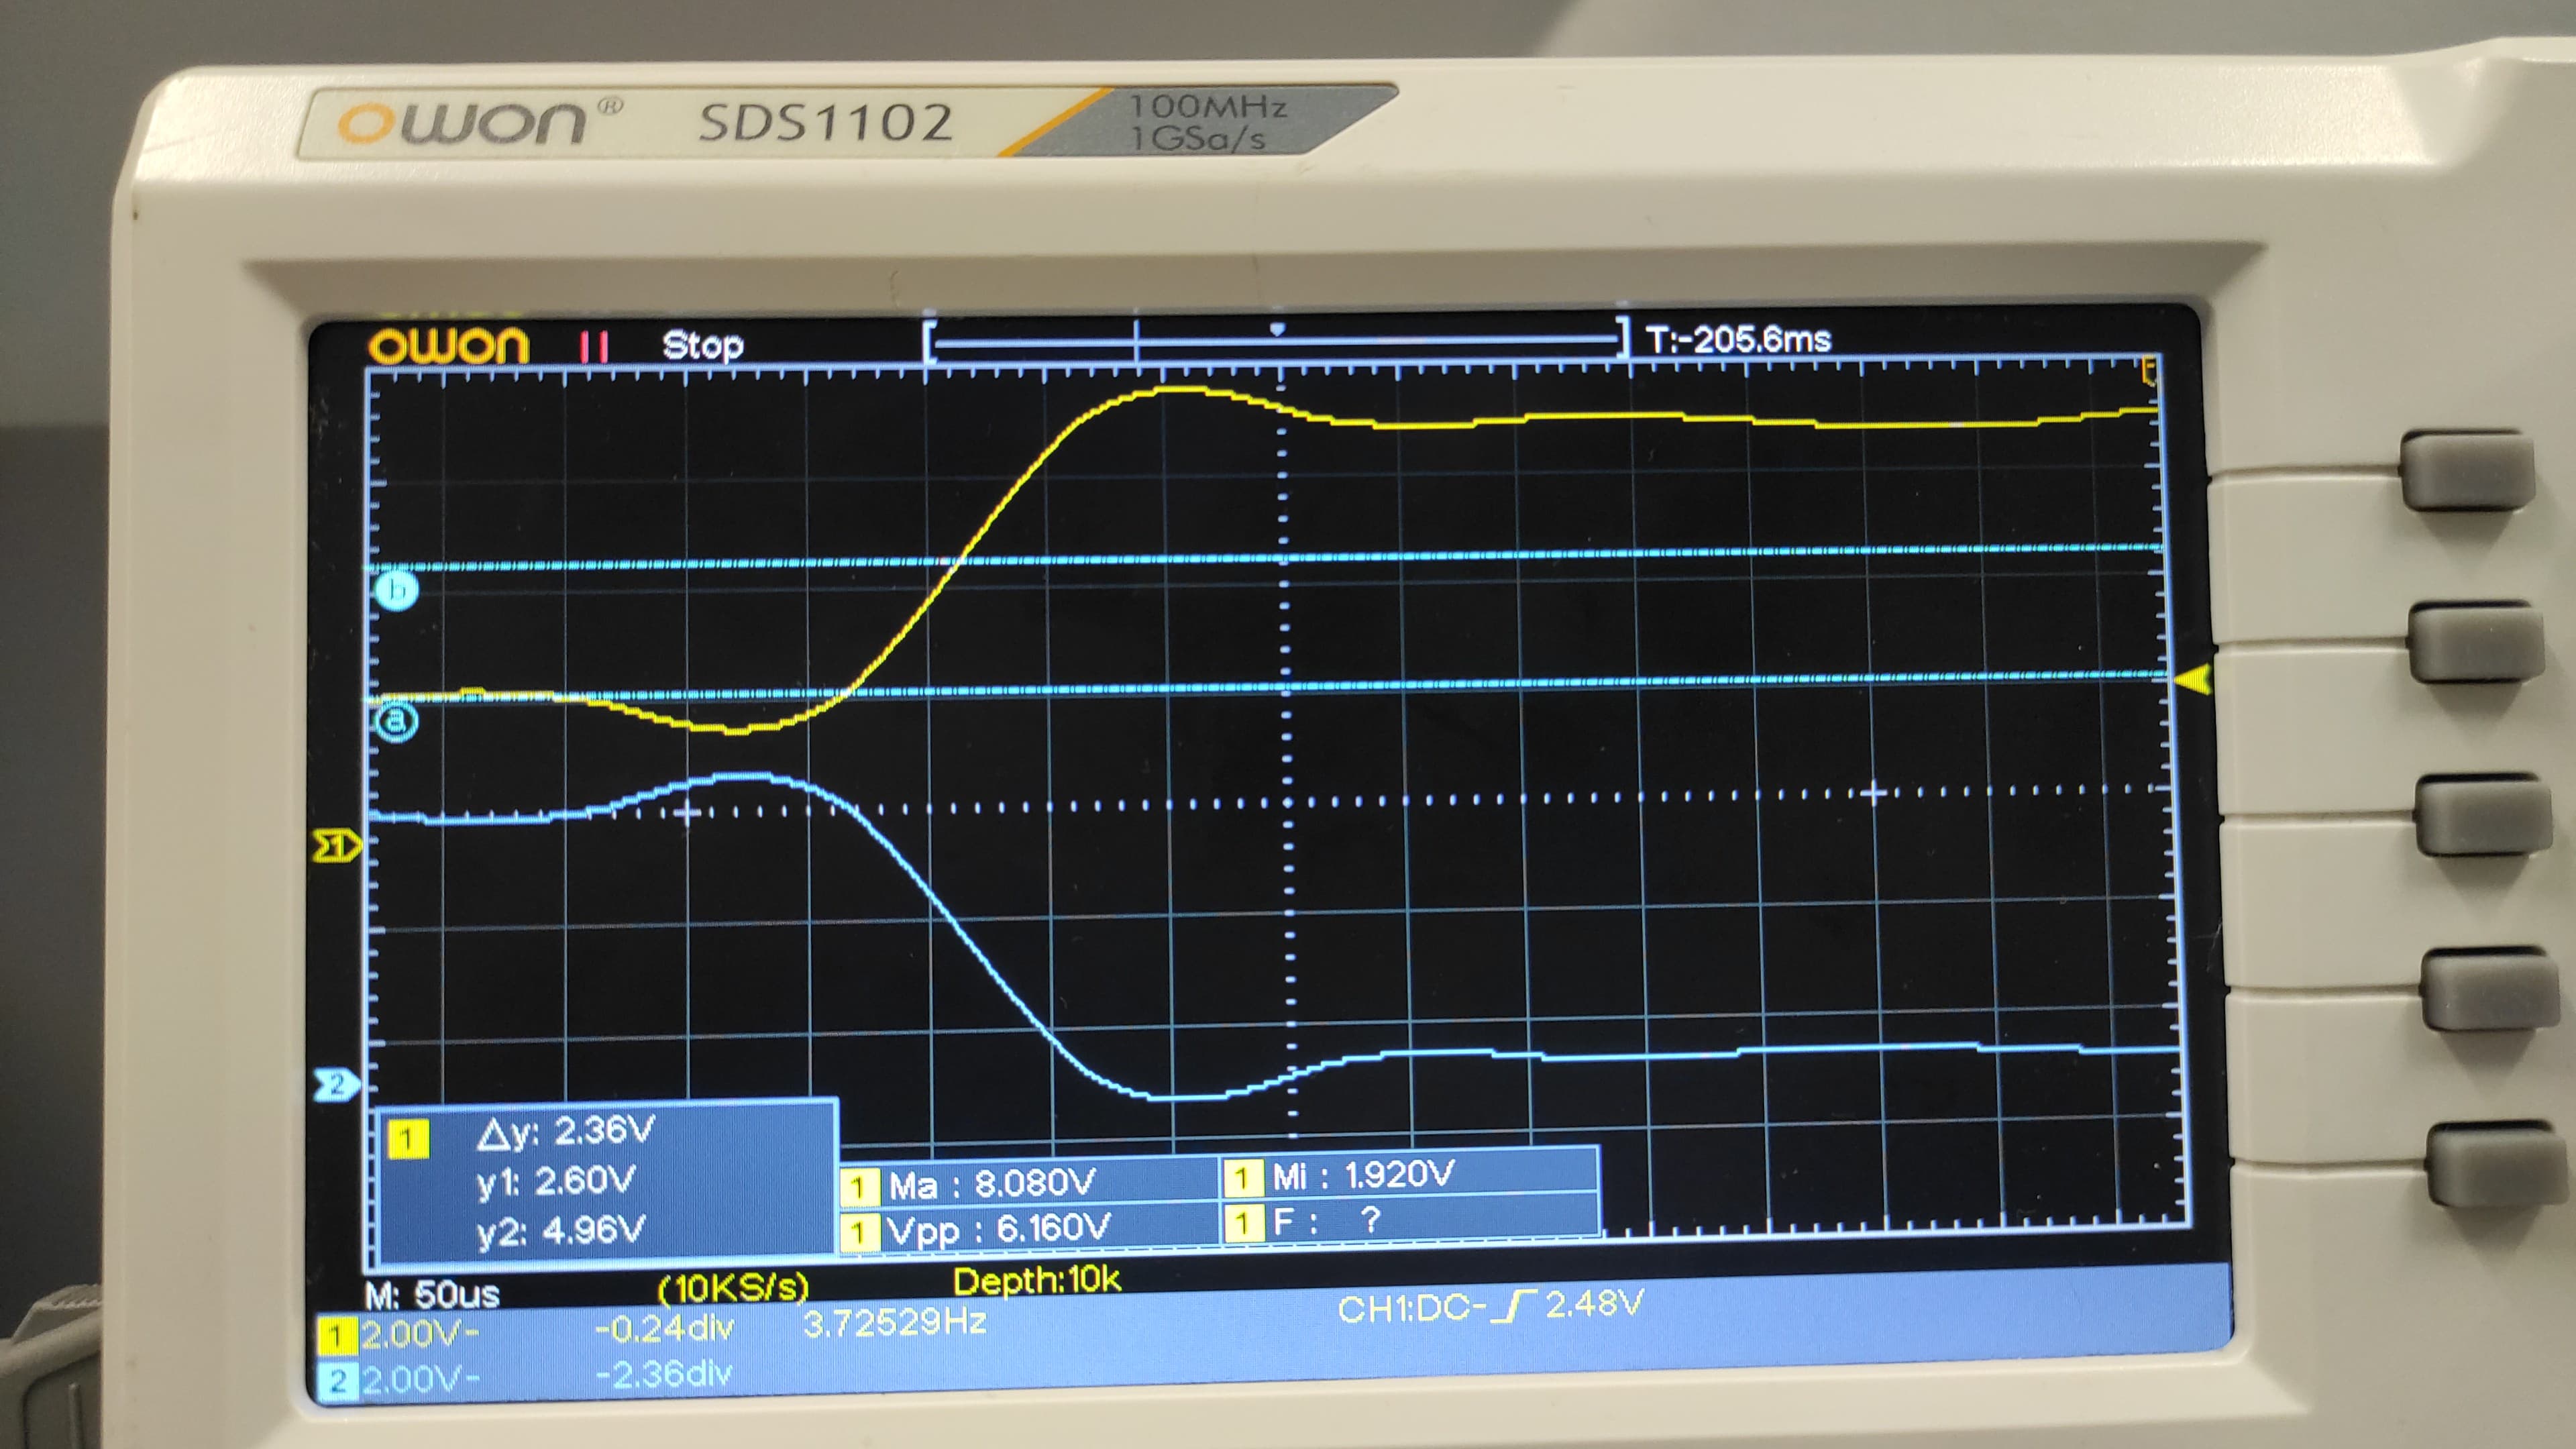 owon® SDS1102 100MHz
1GSa/s
owon Stop T:-205.6ms
b
a
1
2
1 △y: 2.36V
y1: 2.60V
y2: 4.96V
1 Ma : 8.080V 1 Mi : 1.920V
1 Vpp : 6.160V 1 F : ?
M: 50us (10KS/s) Depth:10k
1 2.00V- -0.24div 3.72529Hz CH1:DC- 2.48V
2 2.00V- -2.36div